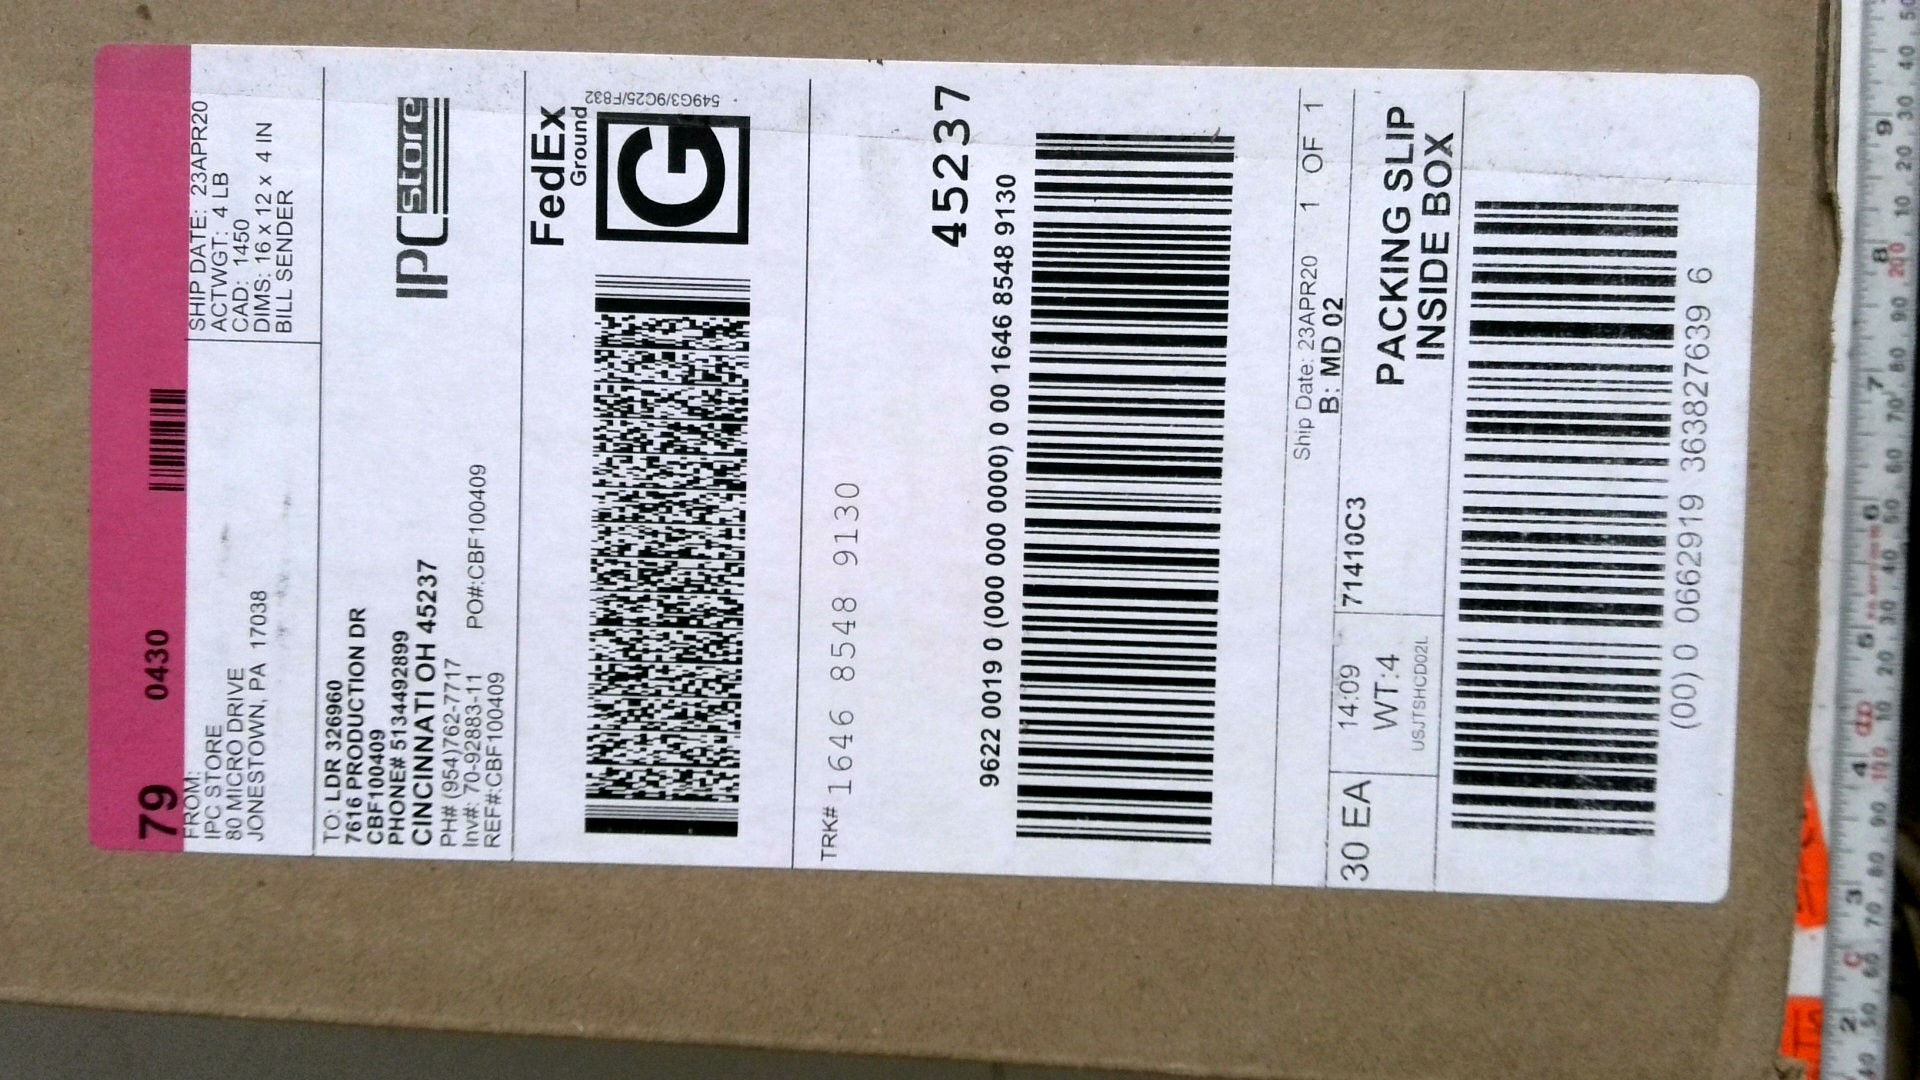 79 0430
FROM:
IPC STORE
80 MICRO DRIVE
JONESTOWN, PA 17038
SHIP DATE: 23APR20
ACTWGT: 4 LB
CAD: 1450
DIMS: 16 x 12 x 4 IN
BILL SENDER
TO: LDR 326960
7616 PRODUCTION DR
CBF100409
PHONE# 5134492899
CINCINNATI OH 45237
PH# (954)762-7717
Inv#: 70-92883-11 PO#:CBF100409
REF#:CBF100409
IPCstore
FedEx
Ground
G
549G3/9C25/F832
TRK# 1646 8548 9130
45237
9622 0019 0 (000 000 0000) 0 00 1646 8548 9130
Ship Date: 23APR20 1 OF 1
B: MD 02
30 EA
14:09
WT:4
USJTSHCD02L
71410C3
PACKING SLIP
INSIDE BOX
(00) 0 0662919 363827639 6